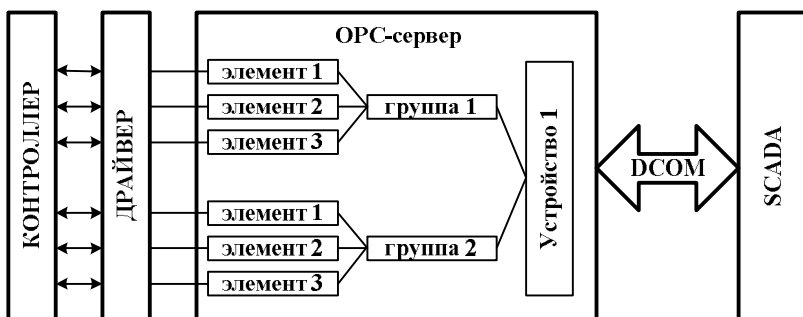 КОНТРОЛЛЕР
ДРАЙВЕР
OPC-сервер
элемент 1
элемент 2
элемент 3
группа 1
элемент 1
элемент 2
элемент 3
группа 2
Устройство 1
DCOM
SCADA